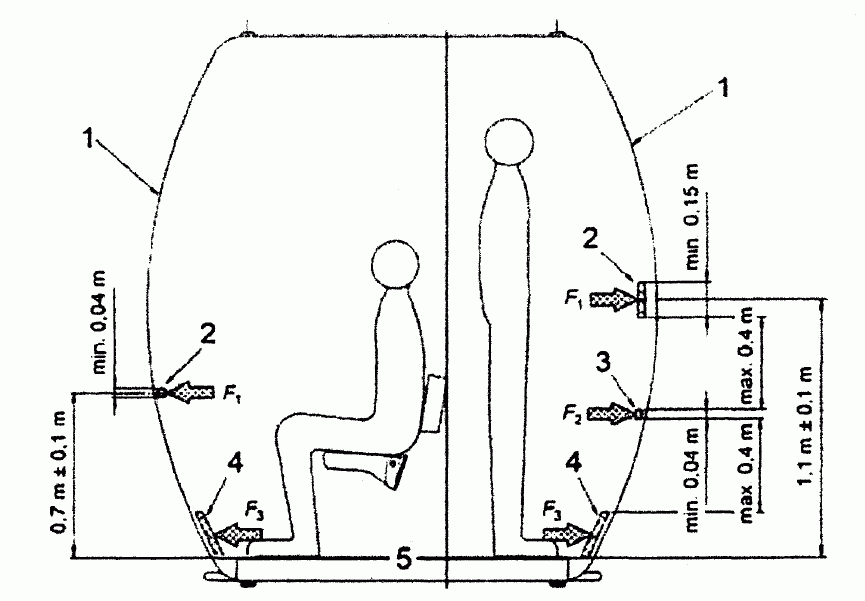 1
1
min. 0,15 m
2
F1
min. 0,04 m
2
F1
max. 0,4 m
3
F2
1,1 m ± 0,1 m
0,7 m ± 0,1 m
4
F3
4
F3
min. 0,04 m
max 0,4 m
5